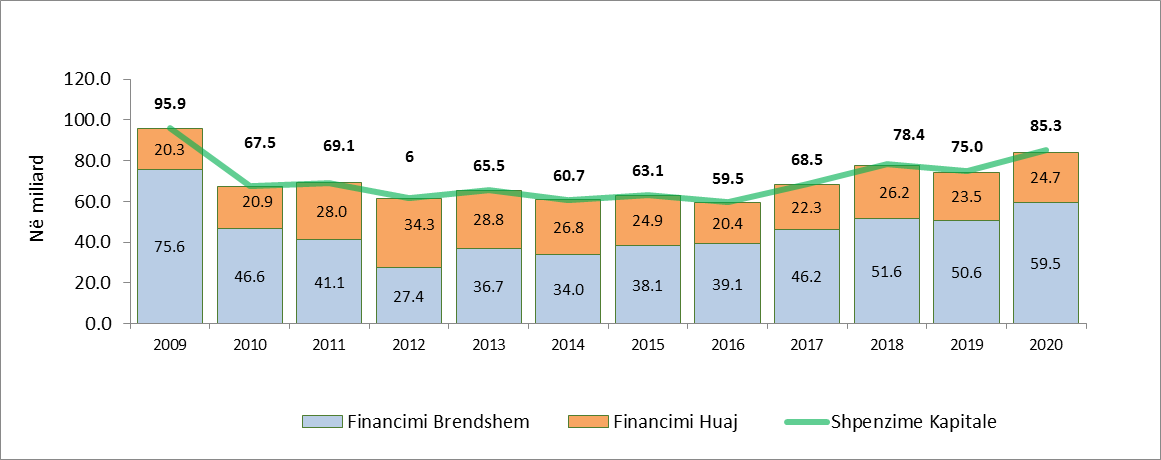 120.0
100.0
80.0
60.0
40.0
20.0
0.0
Në miliard
95.9 67.5 69.1 6 65.5 60.7 63.1 59.5 68.5 78.4 75.0 85.3
20.3 20.9 28.0 34.3 28.8 26.8 24.9 20.4 22.3 26.2 23.5 24.7
75.6 46.6 41.1 27.4 36.7 34.0 38.1 39.1 46.2 51.6 50.6 59.5
2009 2010 2011 2012 2013 2014 2015 2016 2017 2018 2019 2020
Financimi Brendshem Financimi Huaj Shpenzime Kapitale